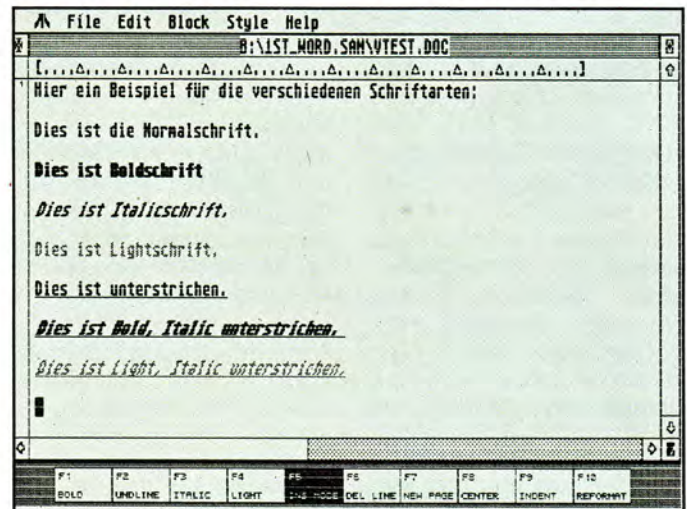 File Edit Block Style Help
B:\1ST_WORD.SAM\VTEST.DOC
Hier ein Beispiel für die verschiedenen Schriftarten:
Dies ist die Normalschrift.
Dies ist Boldschrift
Dies ist Italicschrift.
Dies ist Lightschrift.
Dies ist unterstrichen.
Dies ist Bold, Italic unterstrichen.
Dies ist Light, Italic unterstrichen.
F1 F2 F3 F4 F5 F6 F7 F8 F9 F10
BOLD UNDLINE ITALIC LIGHT INS MODE DEL LINE NEW PAGE CENTER INDENT REFORMAT